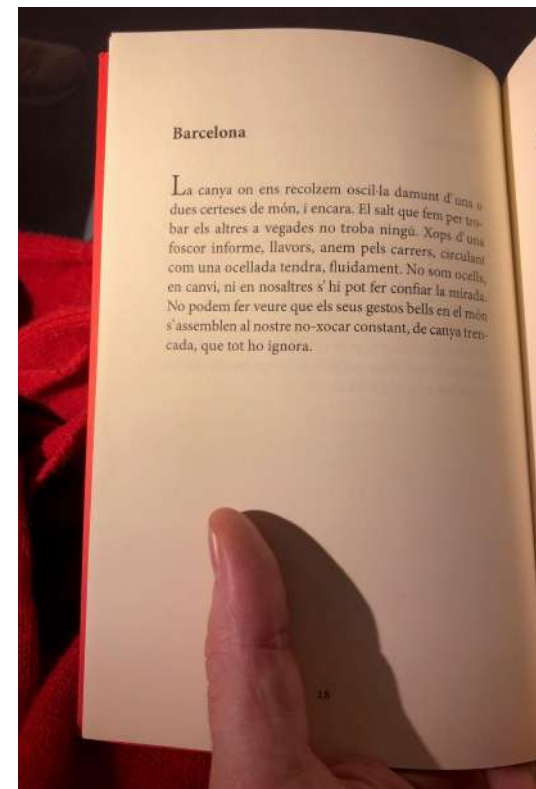 Barcelona
La canya on ens recolzem oscil·la damunt d'una o
dues certeses de món, i encara. El salt que fem per tro-
bar els altres a vegades no troba ningú. Xops d'una
foscor informe, llavors, anem pels carrers, circulant
com una ocellada tendra, fluidament. No som ocells,
en canvi, ni en nosaltres s'hi pot fer confiar la mirada.
No podem fer veure que els seus gestos bells en el món
s'assemblen al nostre no-xocar constant, de canya tren-
cada, que tot ho ignora.
18